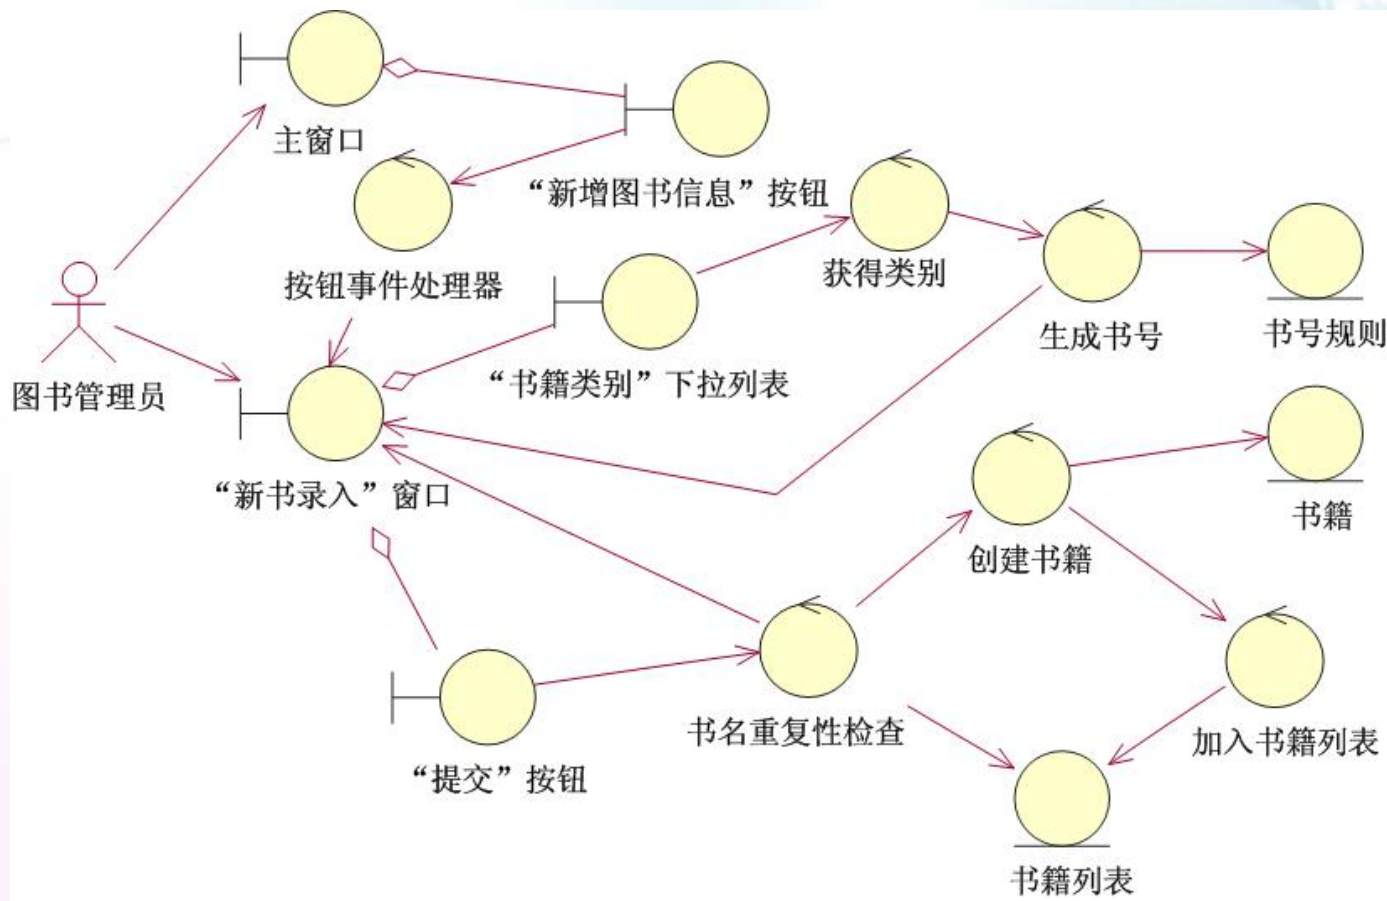 主窗口
“新增图书信息”按钮
按钮事件处理器
获得类别
生成书号
书号规则
图书管理员
“书籍类别”下拉列表
“新书录入”窗口
书籍
创建书籍
书名重复性检查
加入书籍列表
“提交”按钮
书籍列表